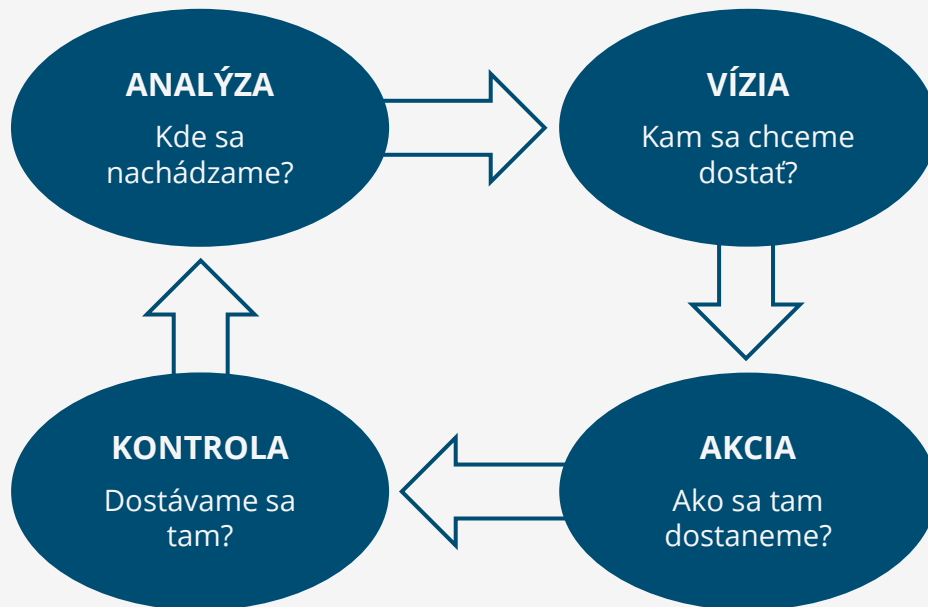 ANALÝZA
Kde sa
nachádzame?
VÍZIA
Kam sa chceme
dostať?
KONTROLA
Dostávame sa
tam?
AKCIA
Ako sa tam
dostaneme?